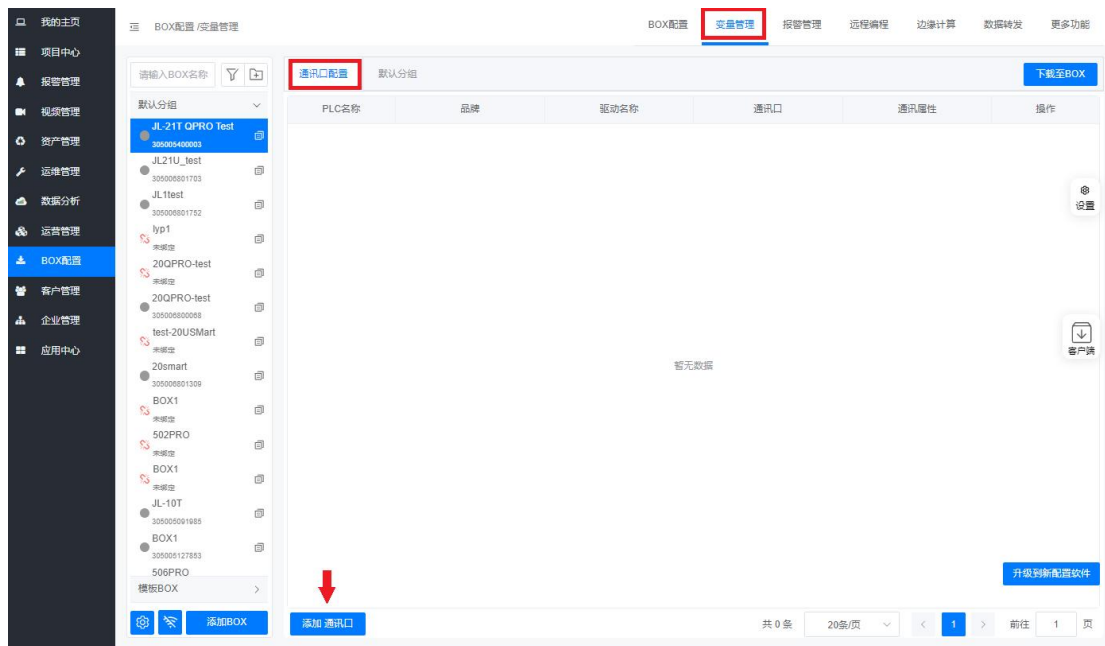 我的主页
项目中心
报警管理
视频管理
资产管理
运维管理
数据分析
运营管理
BOX配置
客户管理
企业管理
应用中心
BOX配置 /变量管理
BOX配置 变量管理 报警管理 远程编程 边缘计算 数据转发 更多功能
请输入BOX名称
默认分组
JL-21T QPRO Test
305005400003
JL21U_test
305006801703
JL1test
305006801752
lyp1
未绑定
20QPRO-test
未绑定
20QPRO-test
305006800068
test-20USMart
未绑定
20smart
305006801309
BOX1
未绑定
502PRO
未绑定
BOX1
未绑定
JL-10T
305005091985
BOX1
305005127853
506PRO
模板BOX
添加BOX
通讯口配置 默认分组
下载至BOX
PLC名称 品牌 驱动名称 通讯口 通讯属性 操作
暂无数据
设置
客户端
升级到新配置软件
添加 通讯口
共 0 条 20条/页 1 前往 1 页